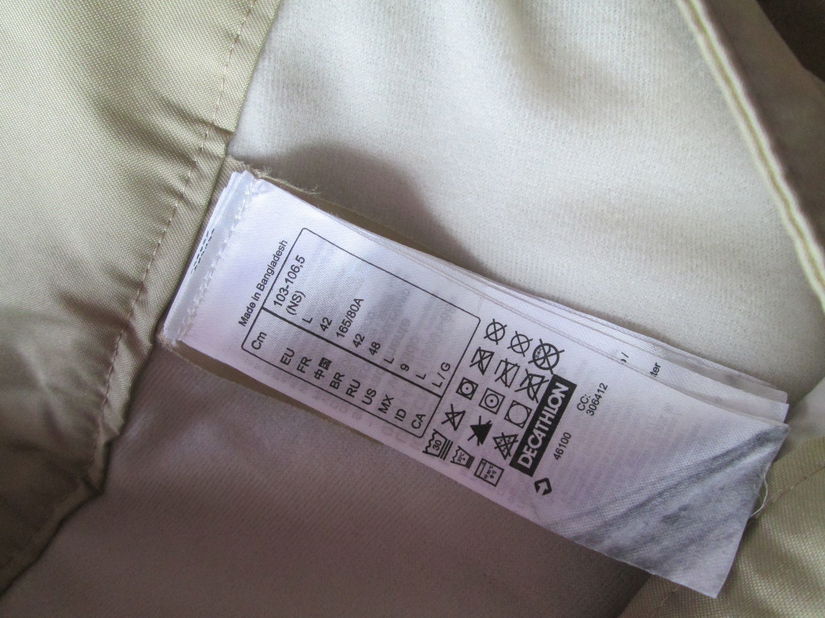 Made in Bangladesh
Cm 103-106,5
(NS)
EU L
FR 42
中国 165/80A
BR 42
RU 48
US L
MX 9
ID L
CA L / G
30
DECATHLON
46100
CC:
306412